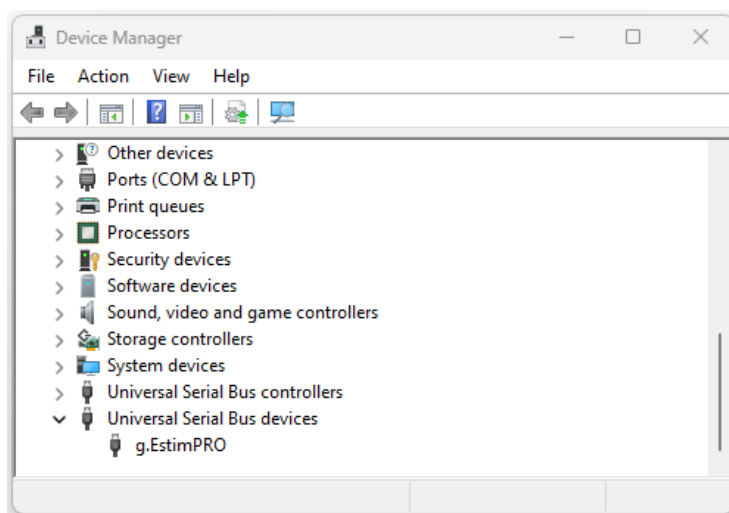 Device Manager
File Action View Help
Other devices
Ports (COM & LPT)
Print queues
Processors
Security devices
Software devices
Sound, video and game controllers
Storage controllers
System devices
Universal Serial Bus controllers
Universal Serial Bus devices
g.EstimPRO